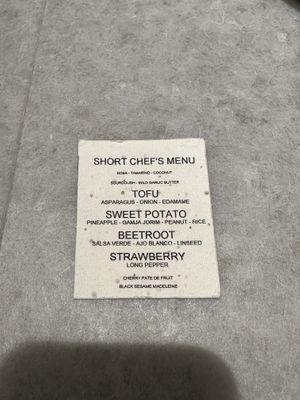 SHORT CHEF'S MENU
NORI - TAMARIND - COCONUT
SOURDOUGH - WILD GARLIC BUTTER
TOFU
ASPARAGUS - ONION - EDAMAME
SWEET POTATO
PINEAPPLE - GAMJA JORIM - PEANUT - RICE
BEETROOT
SALSA VERDE - AJO BLANCO - LINSEED
STRAWBERRY
LONG PEPPER
CHERRY PATE DE FRUIT
BLACK SESAME MADELEINE